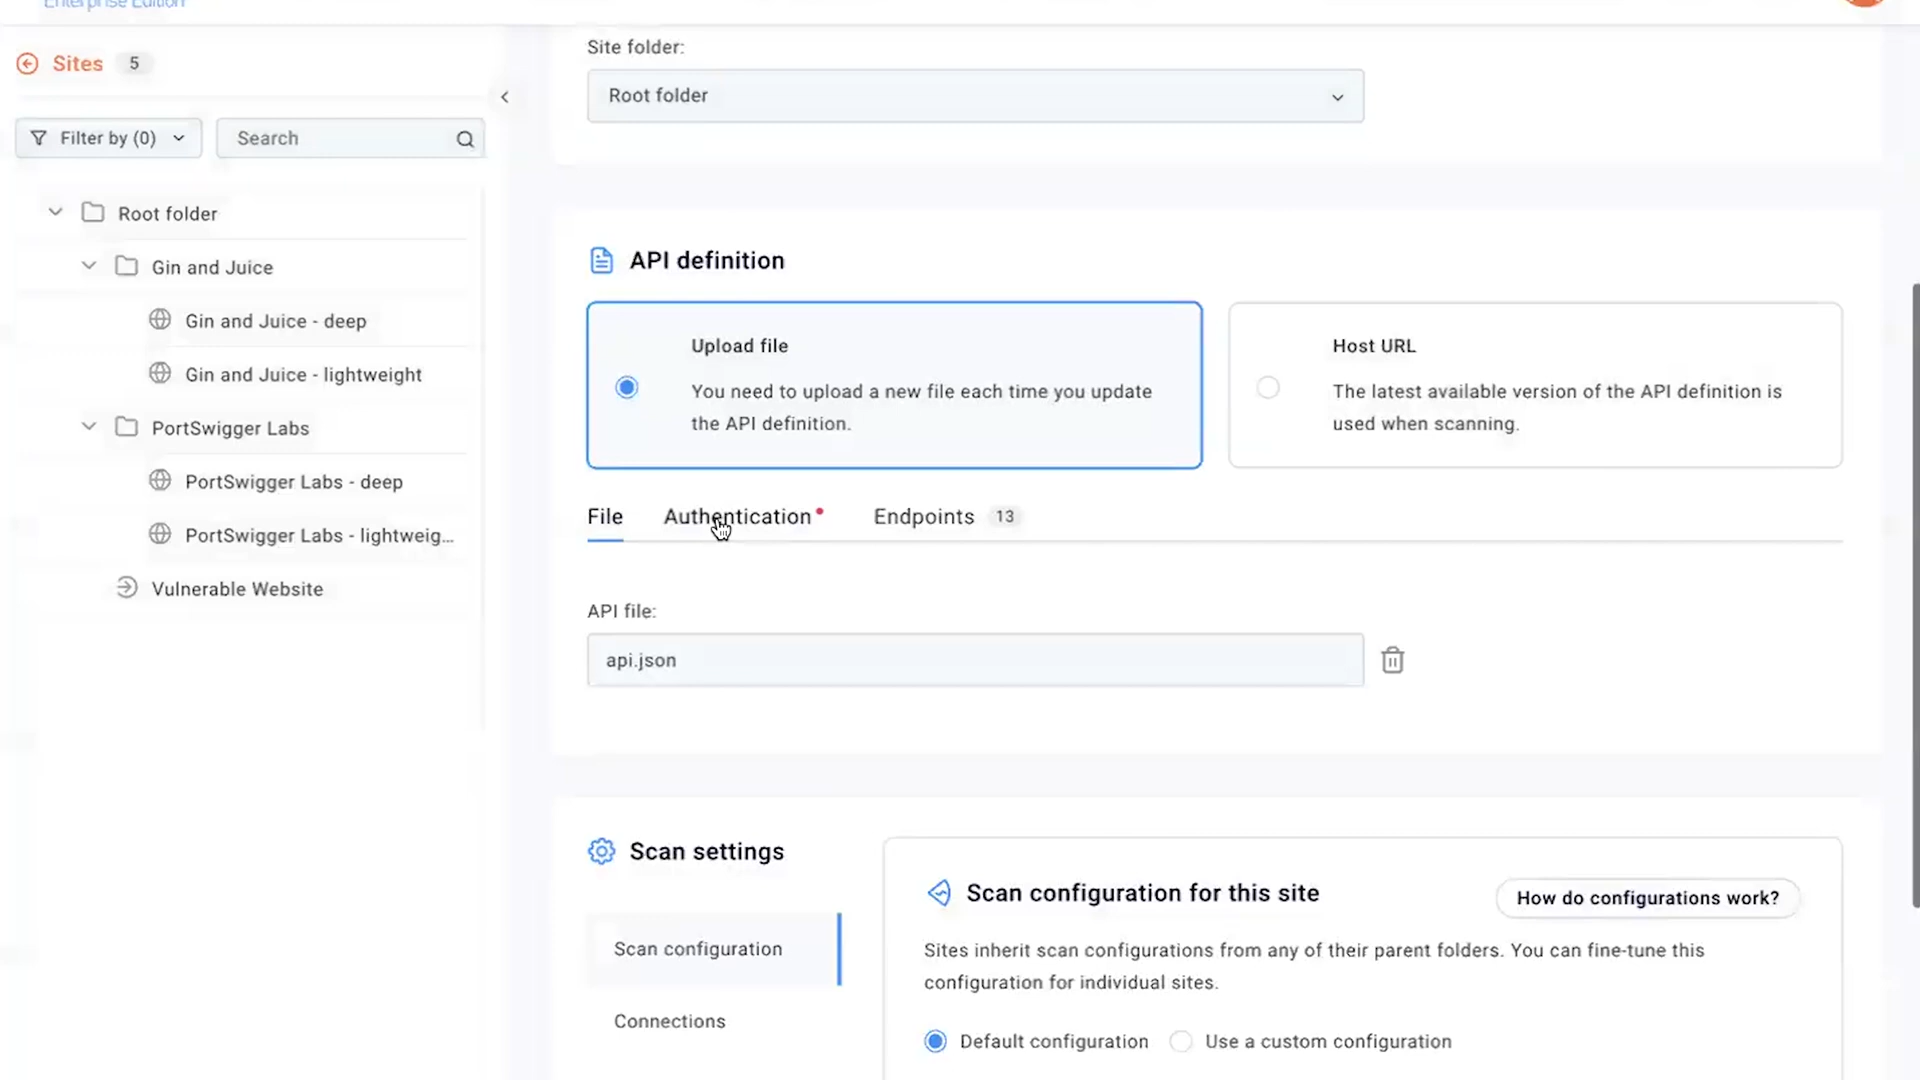 Enterprise Edition
Sites 5
Filter by (0)
Search
Root folder
Gin and Juice
Gin and Juice - deep
Gin and Juice - lightweight
PortSwigger Labs
PortSwigger Labs - deep
PortSwigger Labs - lightweig...
Vulnerable Website
Site folder:
Root folder
API definition
Upload file
You need to upload a new file each time you update
the API definition.
Host URL
The latest available version of the API definition is
used when scanning.
File
Authentication
Endpoints 13
API file:
api.json
Scan settings
Scan configuration
Connections
Scan configuration for this site
How do configurations work?
Sites inherit scan configurations from any of their parent folders. You can fine-tune this
configuration for individual sites.
Default configuration
Use a custom configuration